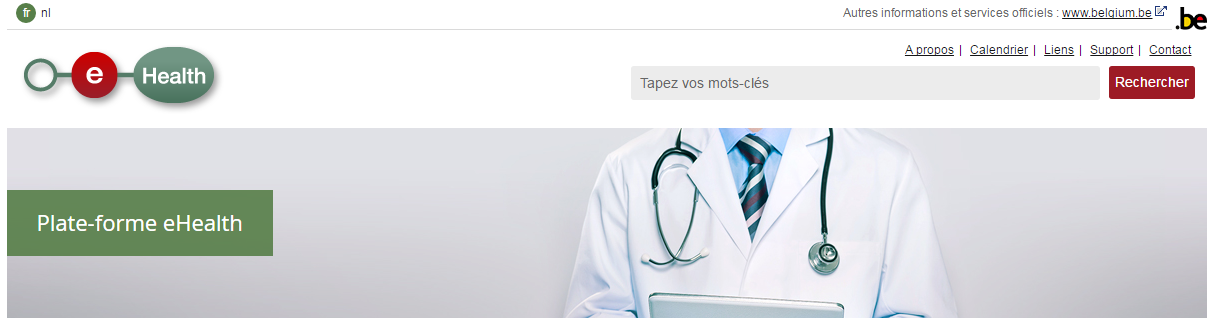 fr nl
Autres informations et services officiels : www.belgium.be
.be
A propos | Calendrier | Liens | Support | Contact
e Health
Tapez vos mots-clés
Rechercher
Plate-forme eHealth